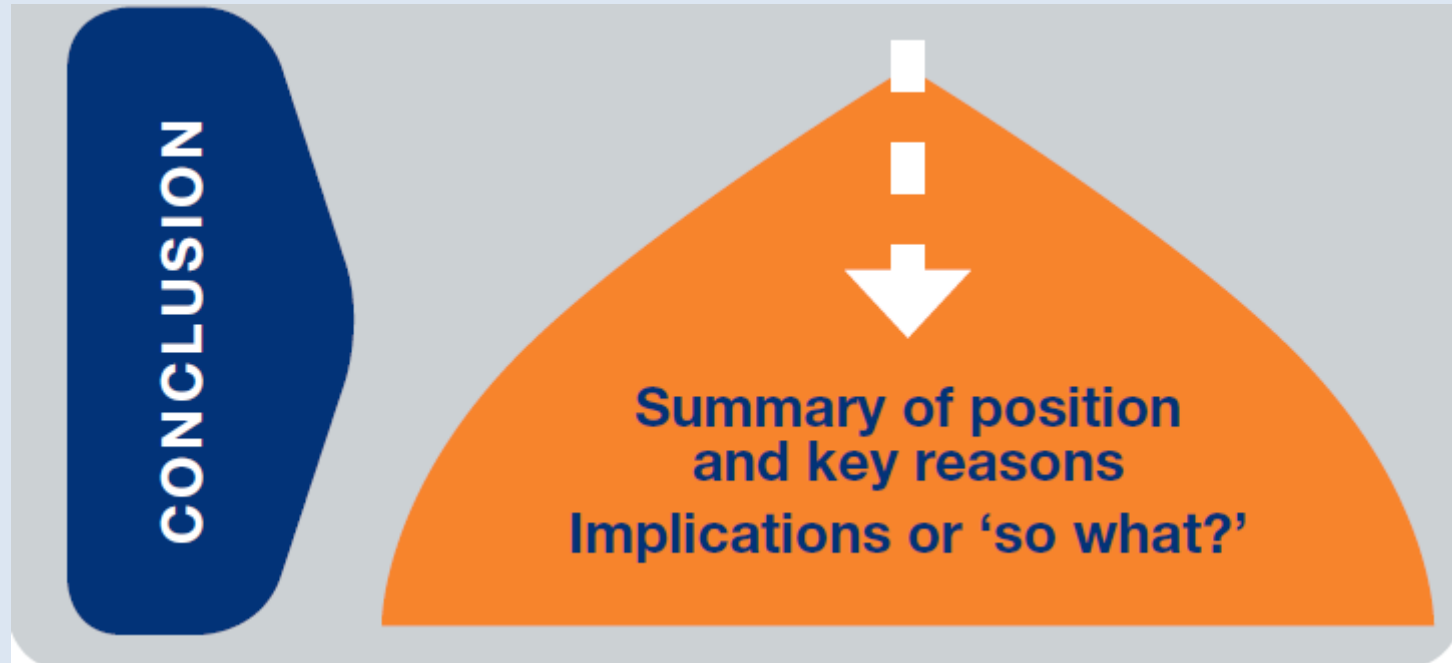 CONCLUSION
Summary of position
and key reasons
Implications or ‘so what?’